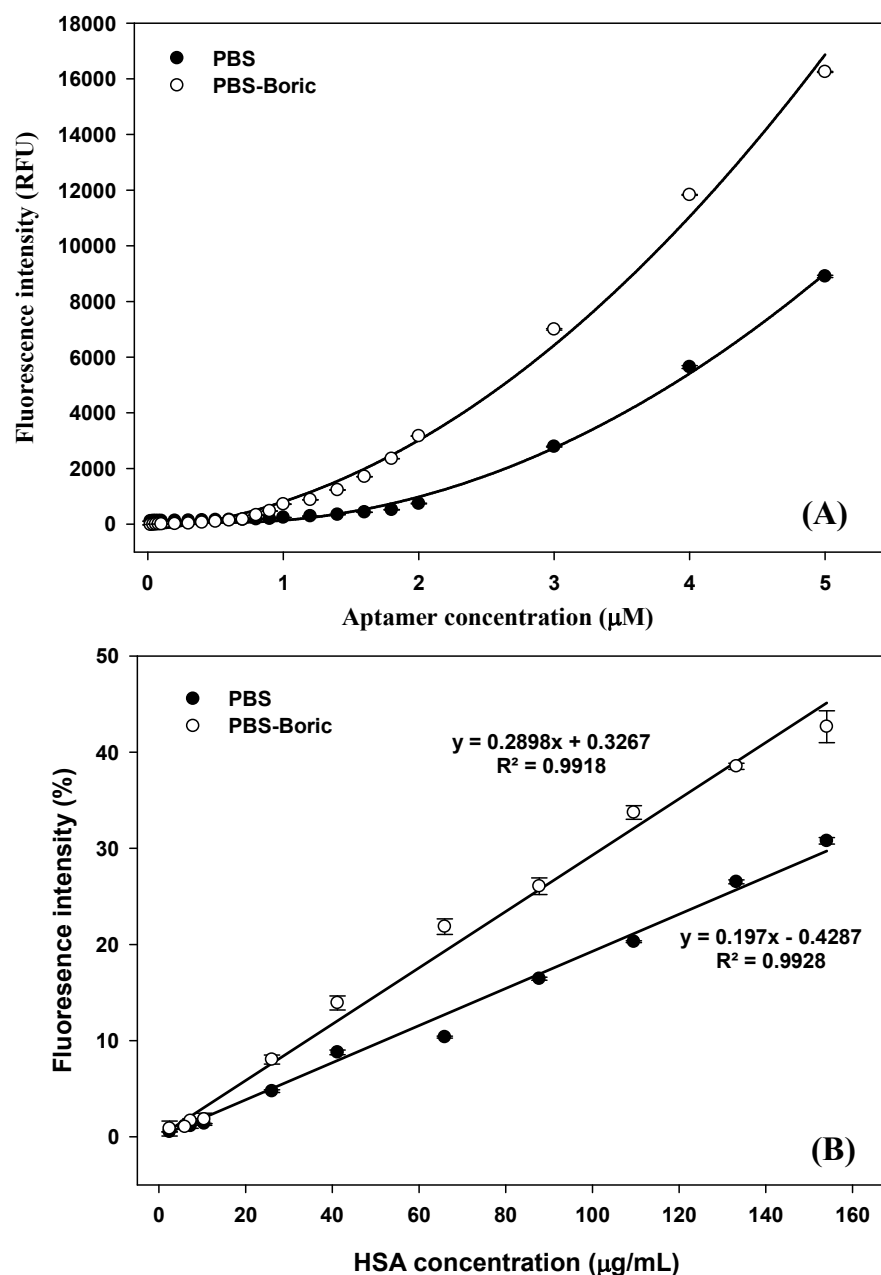 18000
16000
14000
12000
10000
8000
6000
4000
2000
0
Fluorescence intensity (RFU)
PBS
PBS-Boric
(A)
0 1 2 3 4 5
Aptamer concentration (μM)
50
40
30
20
10
0
Fluoresence intensity (%)
PBS
PBS-Boric
y = 0.2898x + 0.3267
R² = 0.9918
y = 0.197x - 0.4287
R² = 0.9928
(B)
0 20 40 60 80 100 120 140 160
HSA concentration (μg/mL)